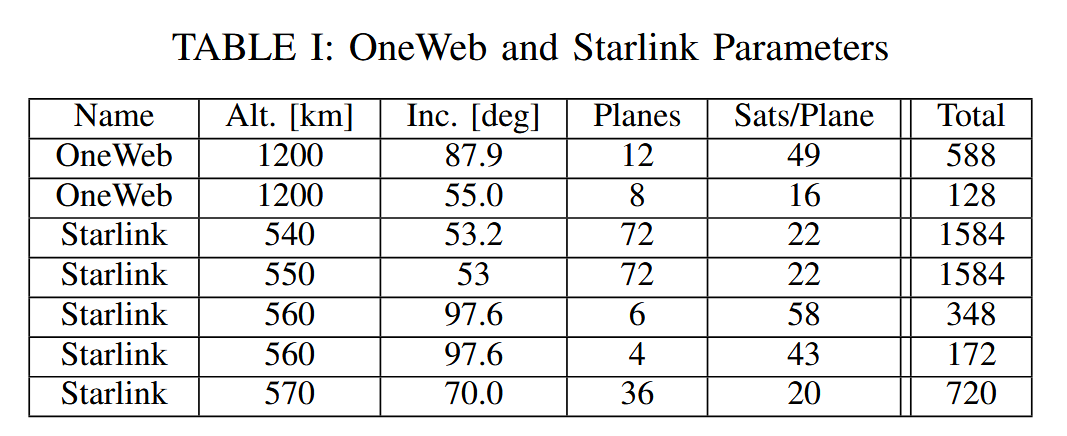 TABLE I: OneWeb and Starlink Parameters
Name Alt. [km] Inc. [deg] Planes Sats/Plane Total
OneWeb 1200 87.9 12 49 588
OneWeb 1200 55.0 8 16 128
Starlink 540 53.2 72 22 1584
Starlink 550 53 72 22 1584
Starlink 560 97.6 6 58 348
Starlink 560 97.6 4 43 172
Starlink 570 70.0 36 20 720